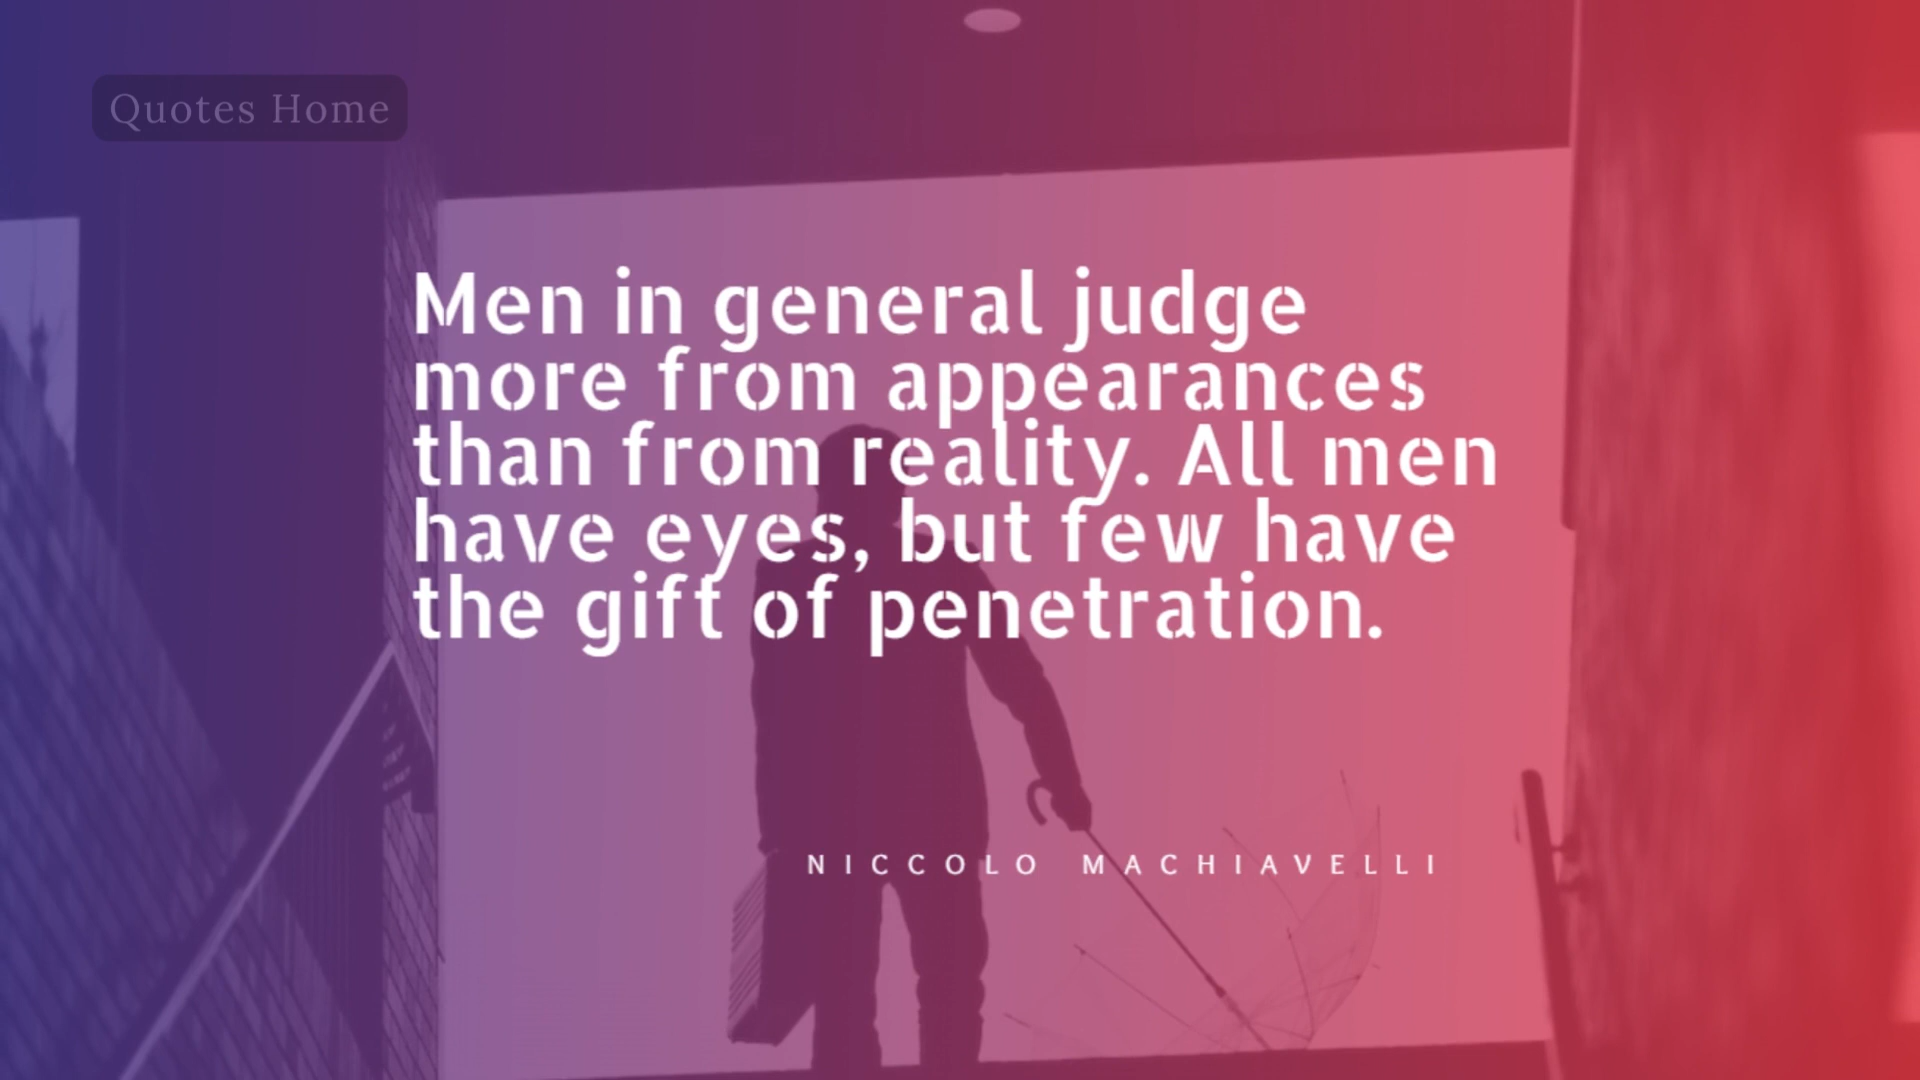 Quotes Home
Men in general judge
more from appearances
than from reality. All men
have eyes, but few have
the gift of penetration.
NICCOLO MACHIAVELLI